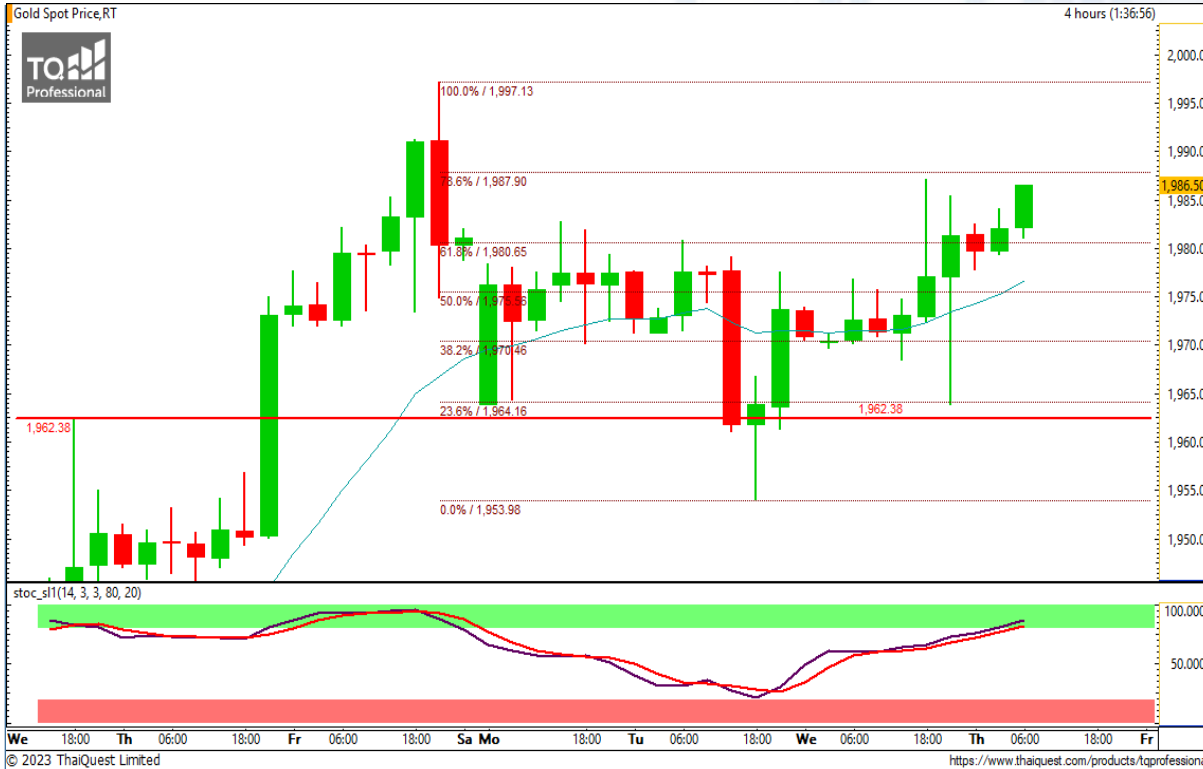 Gold Spot Price,RT
4 hours (1:36:56)
TQ
Professional
2,000.0
100.0% / 1,997.13
1,995.0
1,990.0
78.6% / 1,987.90
1,986.50
1,985.0
61.8% / 1,980.65
1,980.0
50.0% / 1,975.56
1,975.0
38.2% / 1,970.46
1,970.0
1,965.0
23.6% / 1,964.16
1,962.38
1,962.38
1,960.0
1,955.0
0.0% / 1,953.98
1,950.0
stoc_sl1(14, 3, 3, 80, 20)
100.000
50.000
We 18:00 Th 06:00 18:00 Fr 06:00 18:00 Sa Mo 18:00 Tu 06:00 18:00 We 06:00 18:00 Th 06:00 18:00 Fr
© 2023 ThaiQuest Limited
https://www.thaiquest.com/products/tqprofession